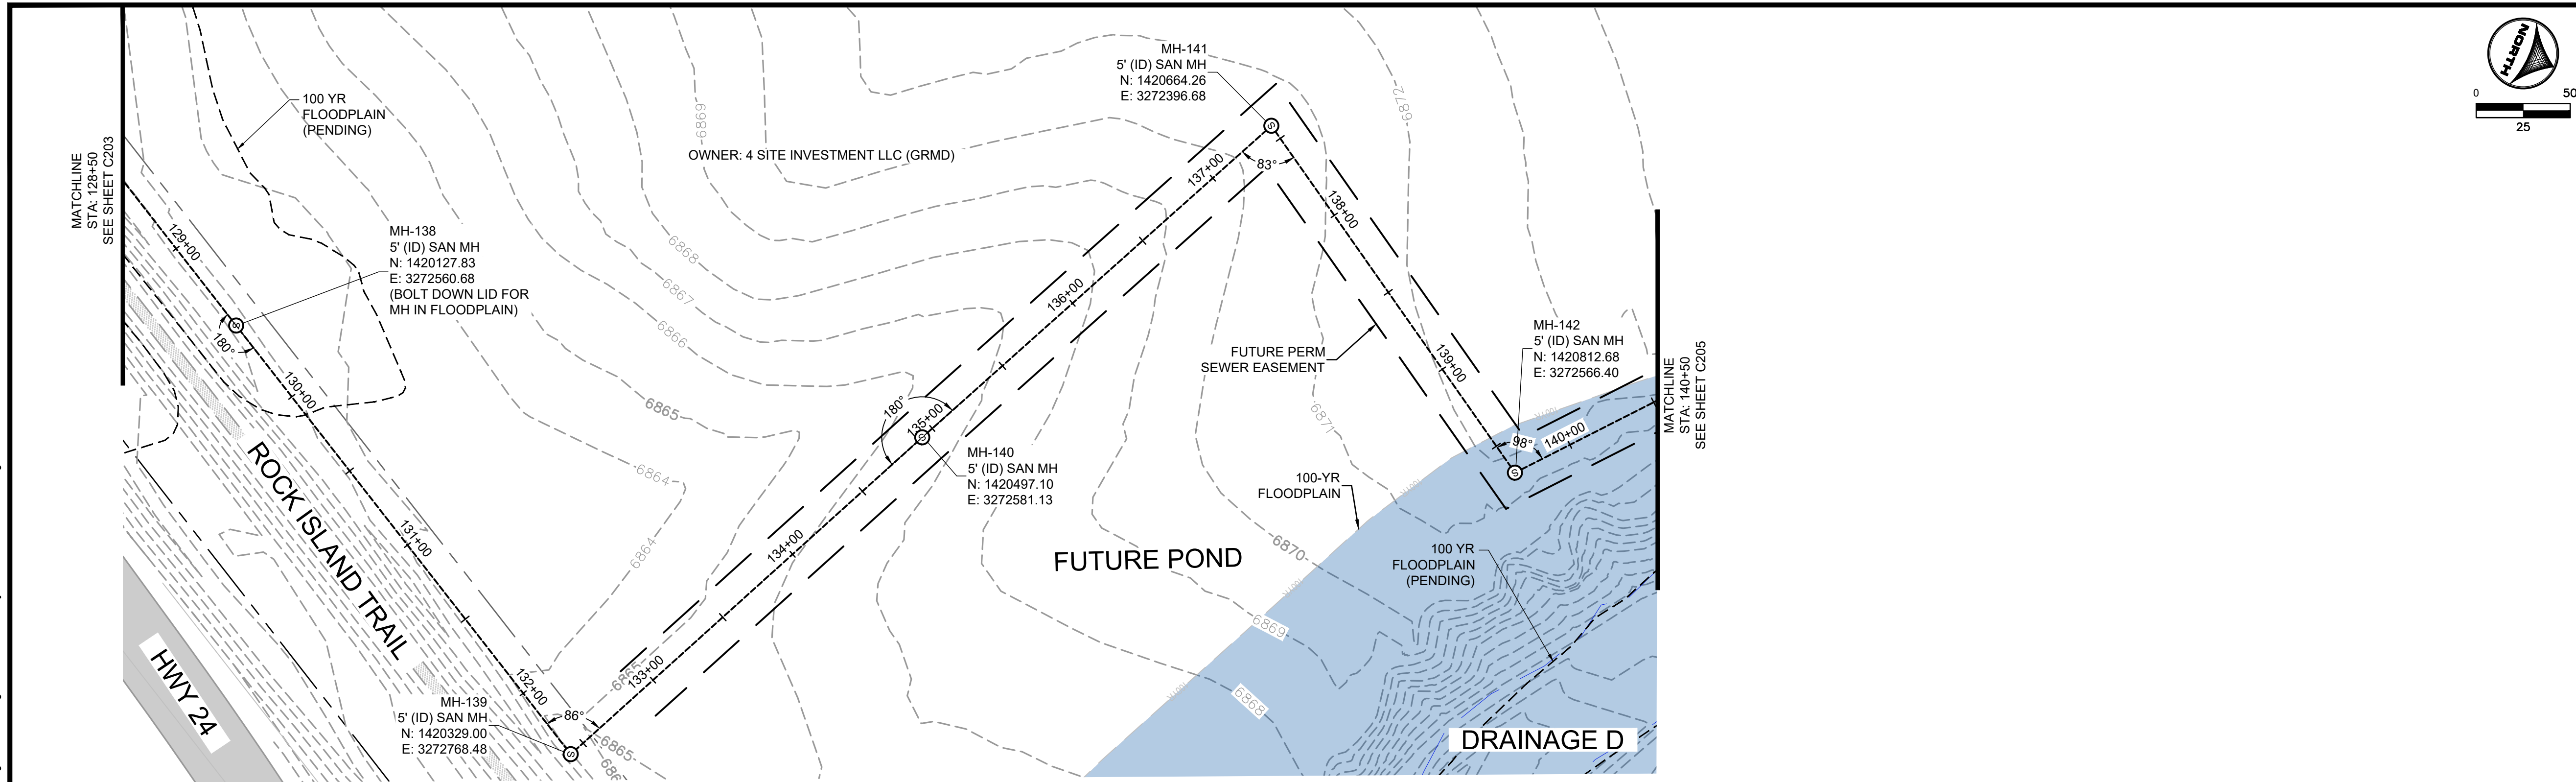 MATCHLINE
STA: 128+50
SEE SHEET C203
100 YR
FLOODPLAIN
(PENDING)
129+00
MH-138
5' (ID) SAN MH
N: 1420127.83
E: 3272560.68
(BOLT DOWN LID FOR
MH IN FLOODPLAIN)
180°
130+00
ROCK ISLAND TRAIL
131+00
HWY 24
132+00
MH-139
5' (ID) SAN MH
N: 1420329.00
E: 3272768.48
86°
6865
6865
133+00
134+00
6864
6864
6865
6866
6867
6868
6869
OWNER: 4 SITE INVESTMENT LLC (GRMD)
180°
135+00
MH-140
5' (ID) SAN MH
N: 1420497.10
E: 3272581.13
136+00
137+00
MH-141
5' (ID) SAN MH
N: 1420664.26
E: 3272396.68
83°
138+00
6872
139+00
FUTURE PERM
SEWER EASEMENT
6871
MH-142
5' (ID) SAN MH
N: 1420812.68
E: 3272566.40
98°
140+00
MATCHLINE
STA: 140+50
SEE SHEET C205
100-YR
FLOODPLAIN
FUTURE POND
6870
100 YR
FLOODPLAIN
(PENDING)
6869
6868
DRAINAGE D
NORTH
0
50
25